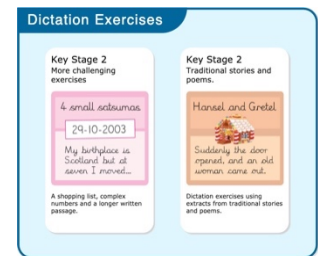 Dictation Exercises
Key Stage 2
More challenging
exercises
4 small satsumas
29-10-2003
My birthplace is
Scotland but at
seven I moved...
A shopping list, complex
numbers and a longer written
passage.
Key Stage 2
Traditional stories and
poems.
Hansel and Gretel
Suddenly the door
opened, and an old
woman came out.
Dictation exercises using
extracts from traditional stories
and poems.